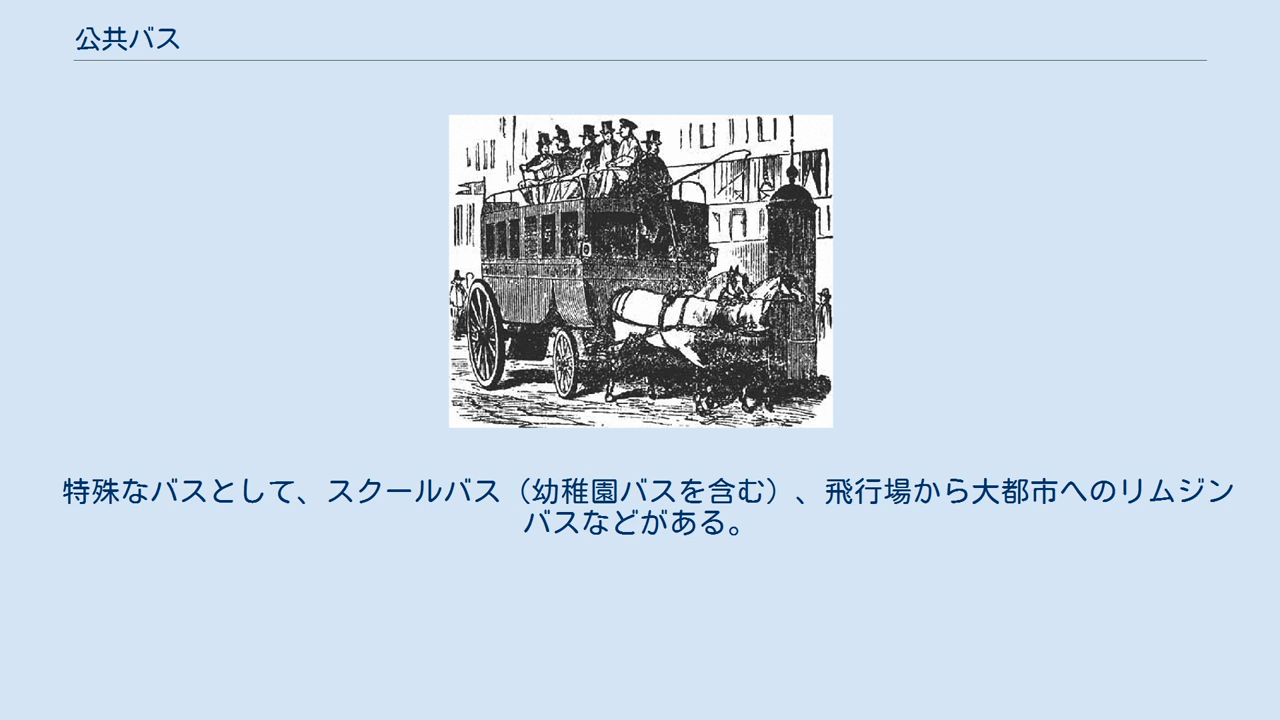 公共バス
特殊なバスとして、スクールバス（幼稚園バスを含む）、飛行場から大都市へのリムジン
バスなどがある。